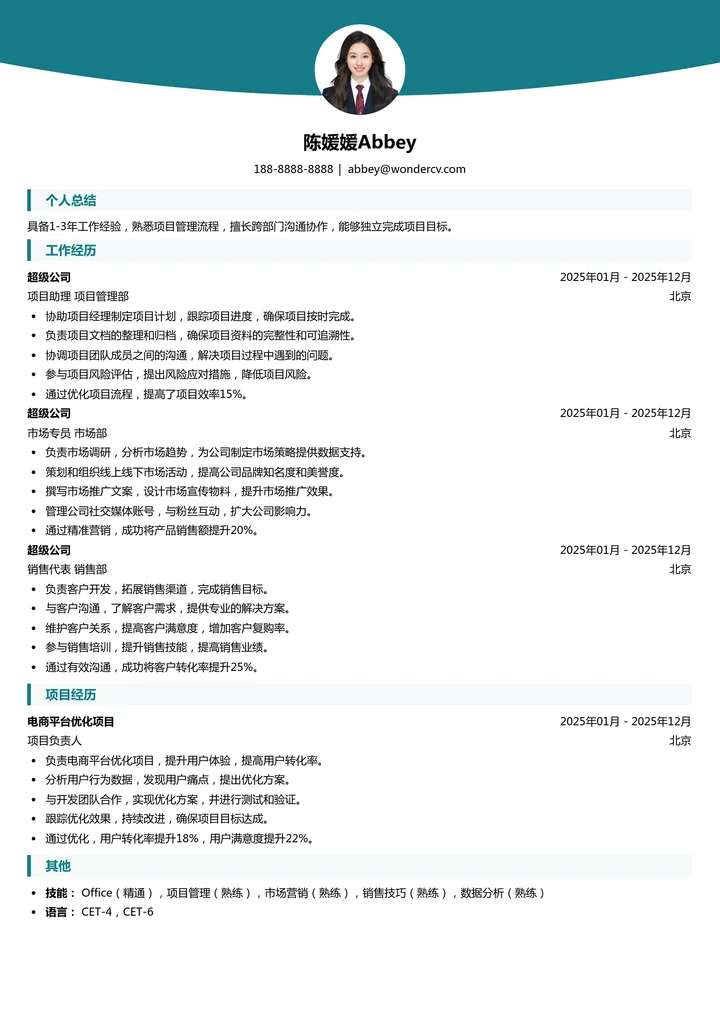 陈媛媛Abbey
188-8888-8888 | abbey@wondercv.com
个人总结
具备1-3年工作经验，熟悉项目管理流程，擅长跨部门沟通协作，能够独立完成项目目标。
工作经历
超级公司 2025年01月 - 2025年12月
项目助理 项目管理部 北京
• 协助项目经理制定项目计划，跟踪项目进度，确保项目按时完成。
• 负责项目文档的整理和归档，确保项目资料的完整性和可追溯性。
• 协调项目团队成员之间的沟通，解决项目过程中遇到的问题。
• 参与项目风险评估，提出风险应对措施，降低项目风险。
• 通过优化项目流程，提高了项目效率15%。
超级公司 2025年01月 - 2025年12月
市场专员 市场部 北京
• 负责市场调研，分析市场趋势，为公司制定市场策略提供数据支持。
• 策划和组织线上线下市场活动，提高公司品牌知名度和美誉度。
• 撰写市场推广文案，设计市场宣传物料，提升市场推广效果。
• 管理公司社交媒体账号，与粉丝互动，扩大公司影响力。
• 通过精准营销，成功将产品销售额提升20%。
超级公司 2025年01月 - 2025年12月
销售代表 销售部 北京
• 负责客户开发，拓展销售渠道，完成销售目标。
• 与客户沟通，了解客户需求，提供专业的解决方案。
• 维护客户关系，提高客户满意度，增加客户复购率。
• 参与销售培训，提升销售技能，提高销售业绩。
• 通过有效沟通，成功将客户转化率提升25%。
项目经历
电商平台优化项目 2025年01月 - 2025年12月
项目负责人 北京
• 负责电商平台优化项目，提升用户体验，提高用户转化率。
• 分析用户行为数据，发现用户痛点，提出优化方案。
• 与开发团队合作，实现优化方案，并进行测试和验证。
• 跟踪优化效果，持续改进，确保项目目标达成。
• 通过优化，用户转化率提升18%，用户满意度提升22%。
其他
• 技能： Office（精通），项目管理（熟练），市场营销（熟练），销售技巧（熟练），数据分析（熟练）
• 语言： CET-4，CET-6